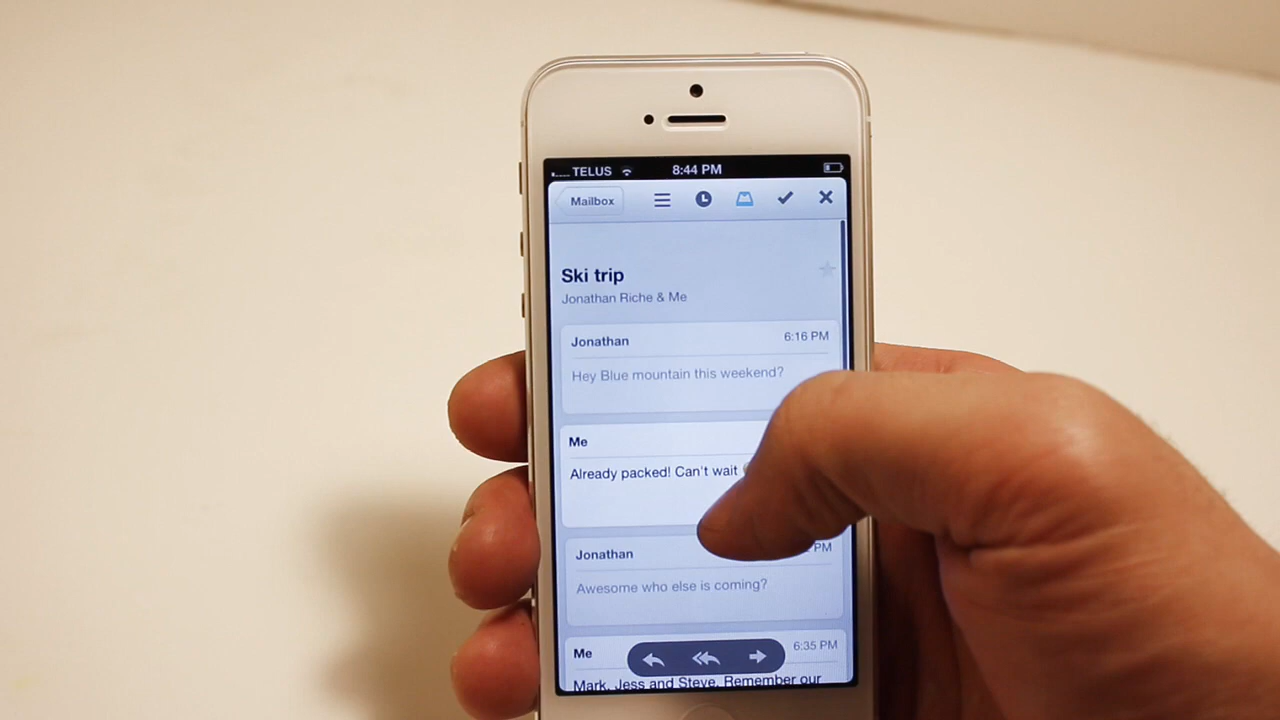 TELUS 8:44 PM
Mailbox
Ski trip
Jonathan Riche & Me
Jonathan 6:16 PM
Hey Blue mountain this weekend?
Me
Already packed! Can't wait
Jonathan PM
Awesome who else is coming?
Me 6:35 PM
Mark, Jess and Steve. Remember our